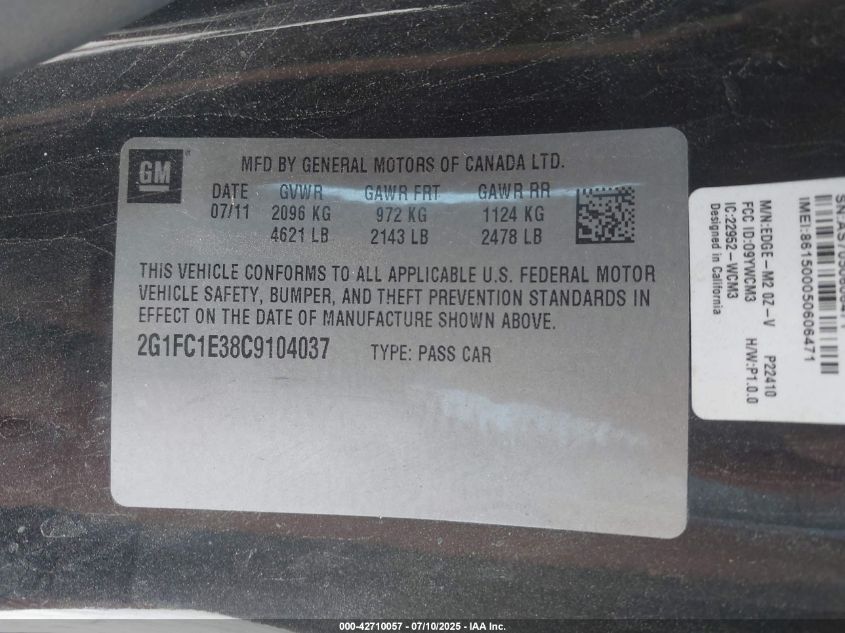 GM
MFD BY GENERAL MOTORS OF CANADA LTD.
DATE GVWR GAWR FRT GAWR RR
07/11 2096 KG 972 KG 1124 KG
4621 LB 2143 LB 2478 LB
THIS VEHICLE CONFORMS TO ALL APPLICABLE U.S. FEDERAL MOTOR
VEHICLE SAFETY, BUMPER, AND THEFT PREVENTION STANDARDS IN
EFFECT ON THE DATE OF MANUFACTURE SHOWN ABOVE.
2G1FC1E38C9104037 TYPE: PASS CAR
IMEI:861500050606471
M/N:EDGE-M2 0Z-V P22410
FCC ID:09YWCM3 H/W:P1.0.0
IC:22952-WCM3
Designed in California
000-42710057 - 07/10/2025 - IAA Inc.